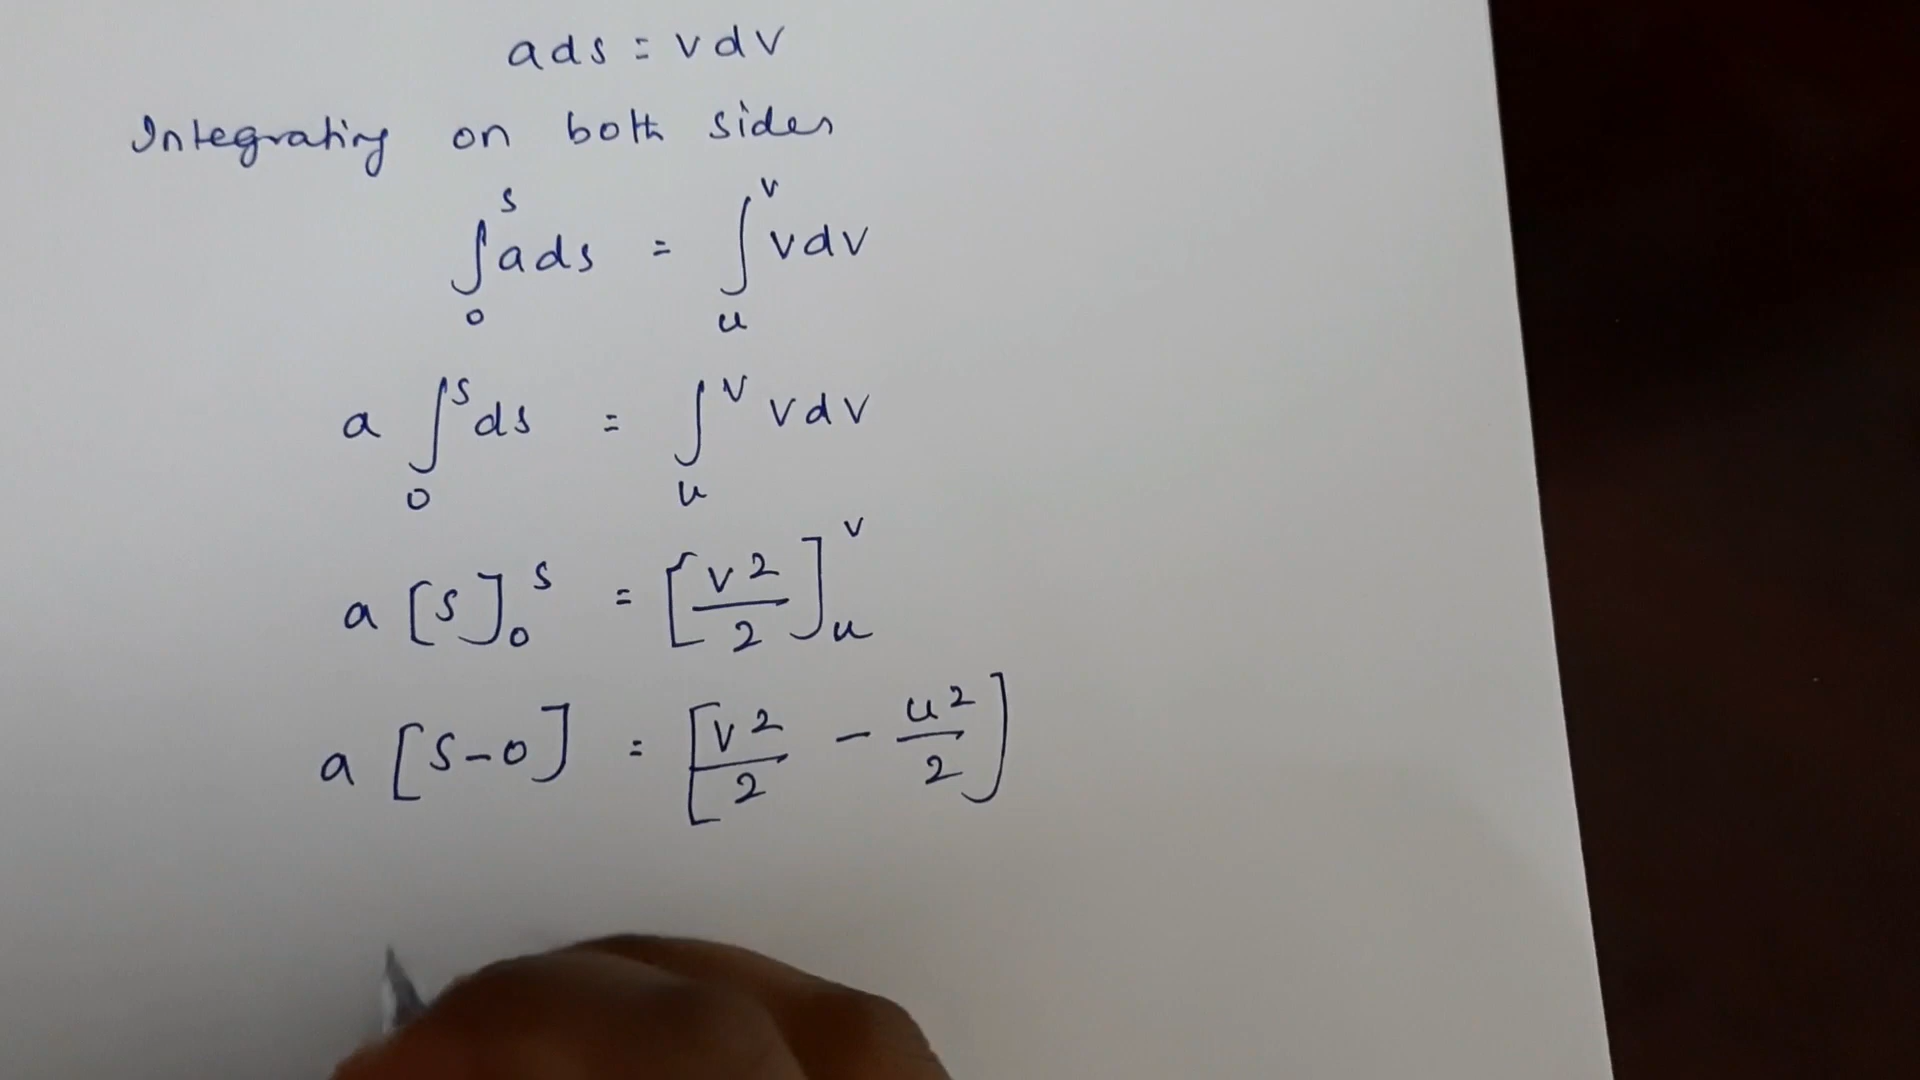 ads = vdv
Integrating on both sides
∫₀ˢ ads = ∫ᵤᵛ vdv
a ∫₀ˢ ds = ∫ᵤᵛ vdv
a [s]₀ˢ = [v²/2]ᵤᵛ
a [s-0] = [v²/2 - u²/2]